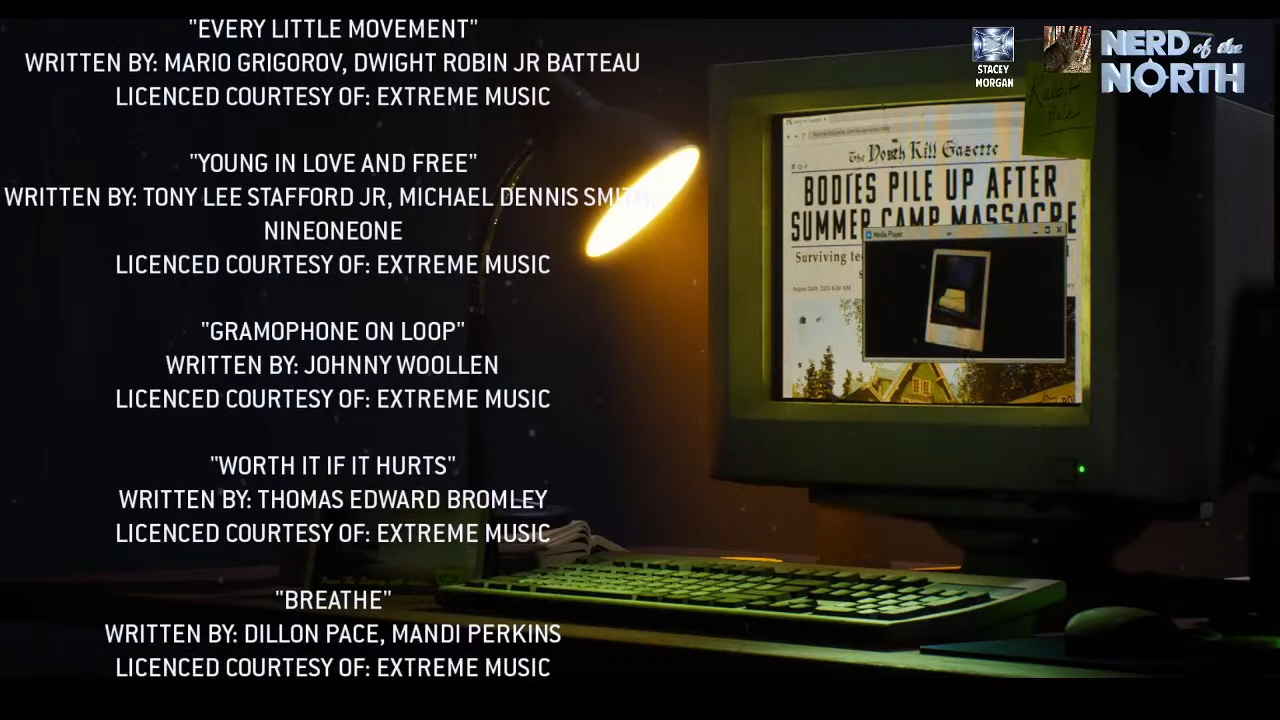 "EVERY LITTLE MOVEMENT"
WRITTEN BY: MARIO GRIGOROV, DWIGHT ROBIN JR BATTEAU
LICENCED COURTESY OF: EXTREME MUSIC
"YOUNG IN LOVE AND FREE"
WRITTEN BY: TONY LEE STAFFORD JR, MICHAEL DENNIS SMITH,
NINEONEONE
LICENCED COURTESY OF: EXTREME MUSIC
"GRAMOPHONE ON LOOP"
WRITTEN BY: JOHNNY WOOLLEN
LICENCED COURTESY OF: EXTREME MUSIC
"WORTH IT IF IT HURTS"
WRITTEN BY: THOMAS EDWARD BROMLEY
LICENCED COURTESY OF: EXTREME MUSIC
"BREATHE"
WRITTEN BY: DILLON PACE, MANDI PERKINS
LICENCED COURTESY OF: EXTREME MUSIC
STACEY
MORGAN
NERD of the
NORTH
Rabbit
Hole
The North Kill Gazette
BODIES PILE UP AFTER
SUMMER CAMP MASSACRE
Media Player
Surviving